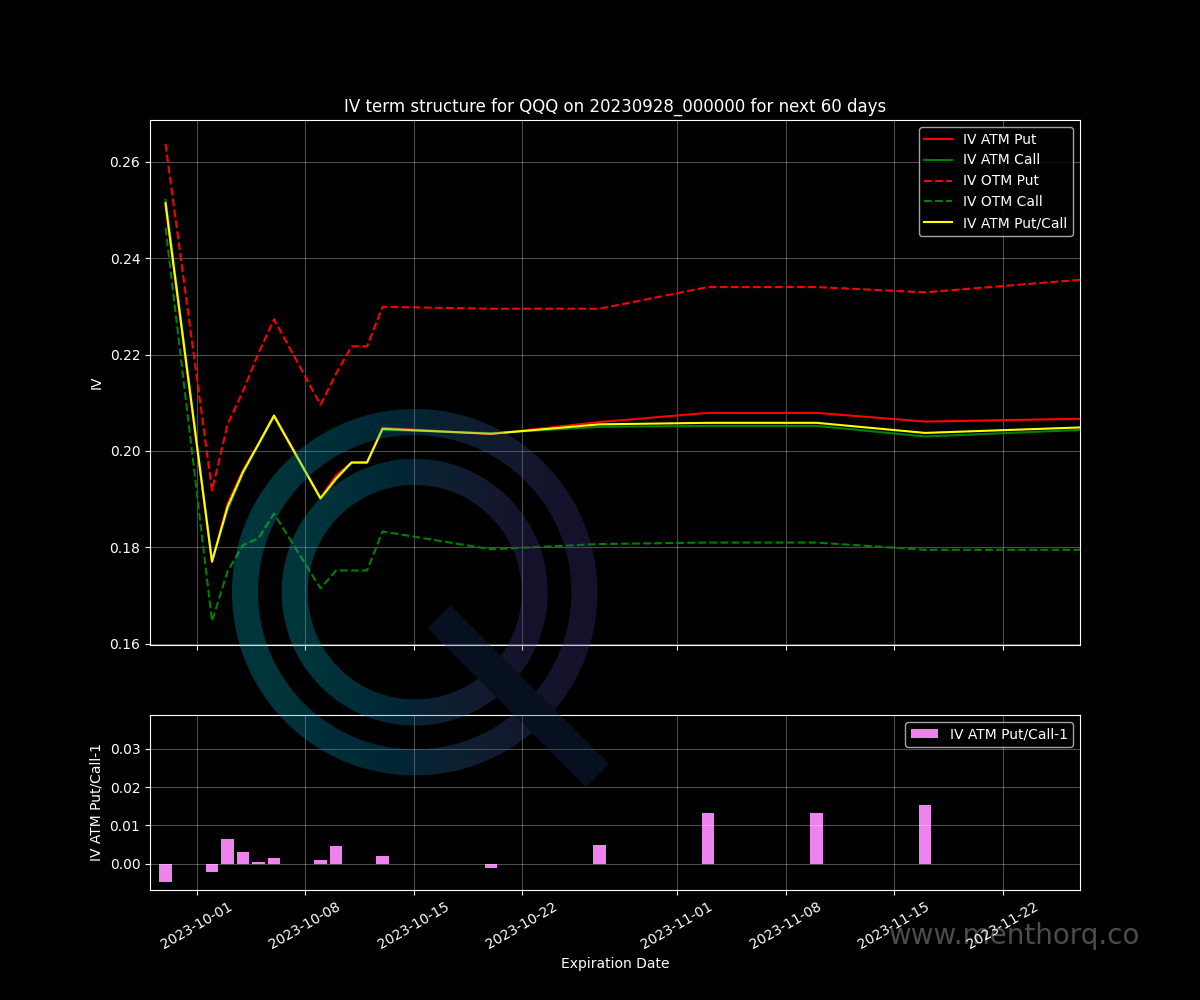 IV term structure for QQQ on 20230928_000000 for next 60 days
IV ATM Put
IV ATM Call
IV OTM Put
IV OTM Call
IV ATM Put/Call
0.26
0.24
0.22
0.20
0.18
0.16
IV
IV ATM Put/Call-1
0.03
0.02
0.01
0.00
IV ATM Put/Call-1
2023-10-01
2023-10-08
2023-10-15
2023-10-22
2023-11-01
2023-11-08
2023-11-15
2023-11-22
www.menthorq.co
Expiration Date